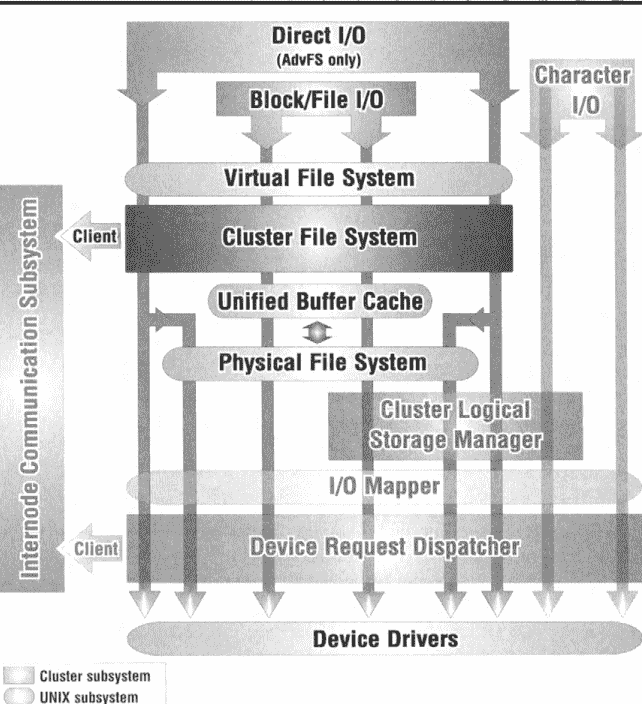 Direct I/O
(AdvFS only)
Character
I/O
Block/File I/O
Virtual File System
Internode Communication Subsystem
Client
Cluster File System
Unified Buffer Cache
Physical File System
Cluster Logical
Storage Manager
I/O Mapper
Client
Device Request Dispatcher
Device Drivers
Cluster subsystem
UNIX subsystem